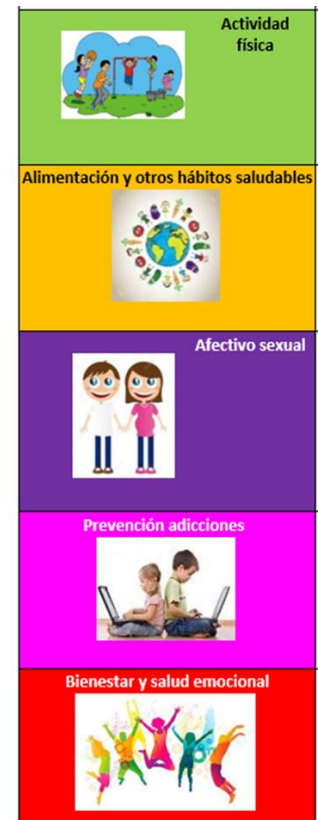 Actividad
física
Alimentación y otros hábitos saludables
Afectivo sexual
Prevención adicciones
Bienestar y salud emocional